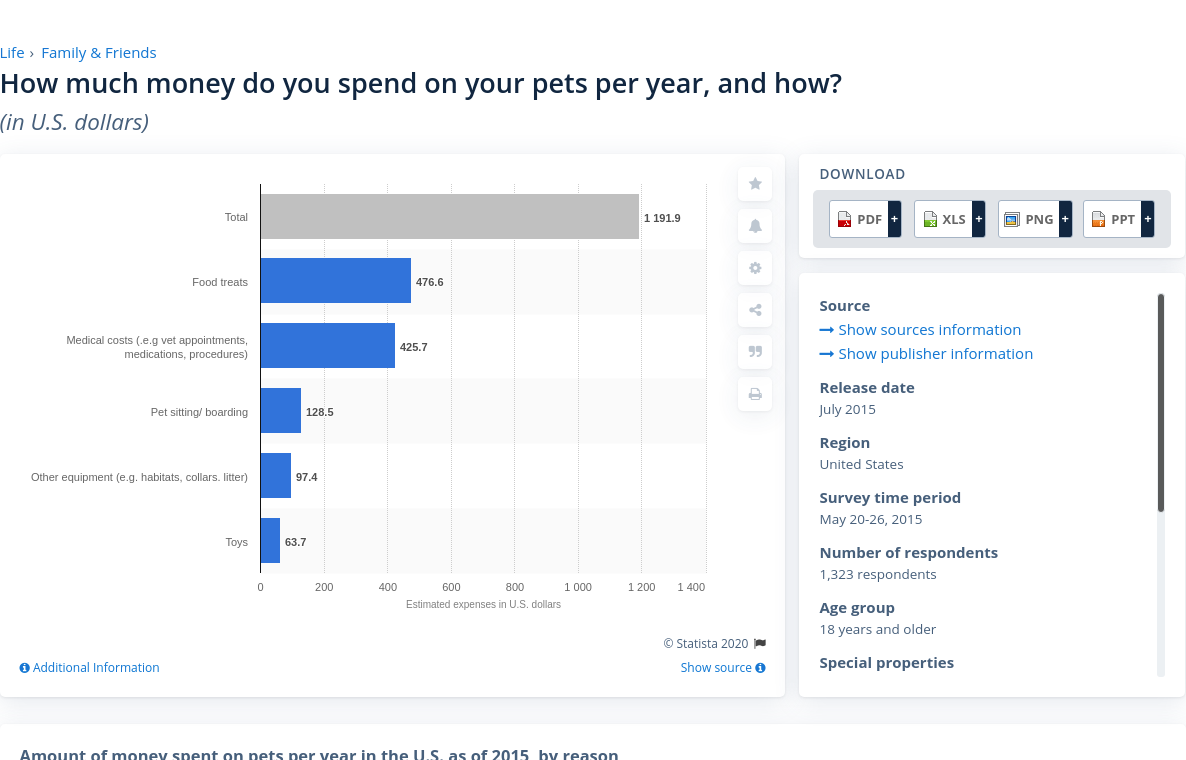 Life › Family & Friends
How much money do you spend on your pets per year, and how?
(in U.S. dollars)
Total
1 191.9
Food treats
476.6
Medical costs (.e.g vet appointments,
medications, procedures)
425.7
Pet sitting/ boarding
128.5
Other equipment (e.g. habitats, collars. litter)
97.4
Toys
63.7
0 200 400 600 800 1 000 1 200 1 400
Estimated expenses in U.S. dollars
© Statista 2020
Additional Information
Show source
DOWNLOAD
PDF + XLS + PNG + PPT +
Source
Show sources information
Show publisher information
Release date
July 2015
Region
United States
Survey time period
May 20-26, 2015
Number of respondents
1,323 respondents
Age group
18 years and older
Special properties
Amount of money spent on pets per year in the U.S. as of 2015, by reason